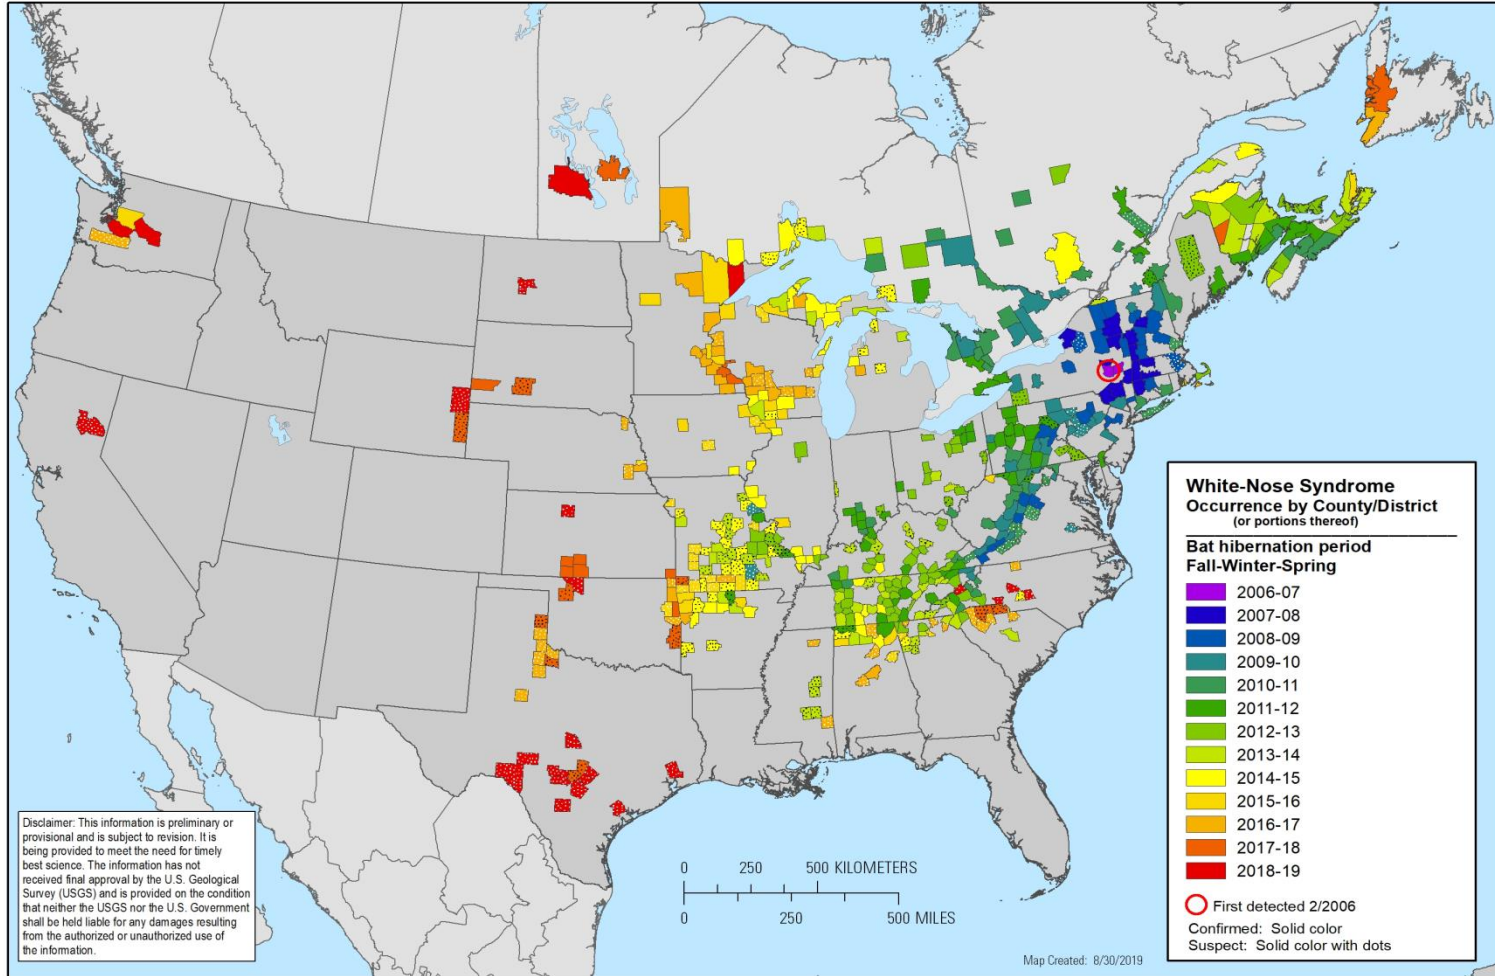 White-Nose Syndrome
Occurrence by County/District
(or portions thereof)
Bat hibernation period
Fall-Winter-Spring
2006-07
2007-08
2008-09
2009-10
2010-11
2011-12
2012-13
2013-14
2014-15
2015-16
2016-17
2017-18
2018-19
First detected 2/2006
Confirmed: Solid color
Suspect: Solid color with dots
Disclaimer: This information is preliminary or
provisional and is subject to revision. It is
being provided to meet the need for timely
best science. The information has not
received final approval by the U.S. Geological
Survey (USGS) and is provided on the condition
that neither the USGS nor the U.S. Government
shall be held liable for any damages resulting
from the authorized or unauthorized use of
the information.
0 250 500 KILOMETERS
0 250 500 MILES
Map Created: 8/30/2019